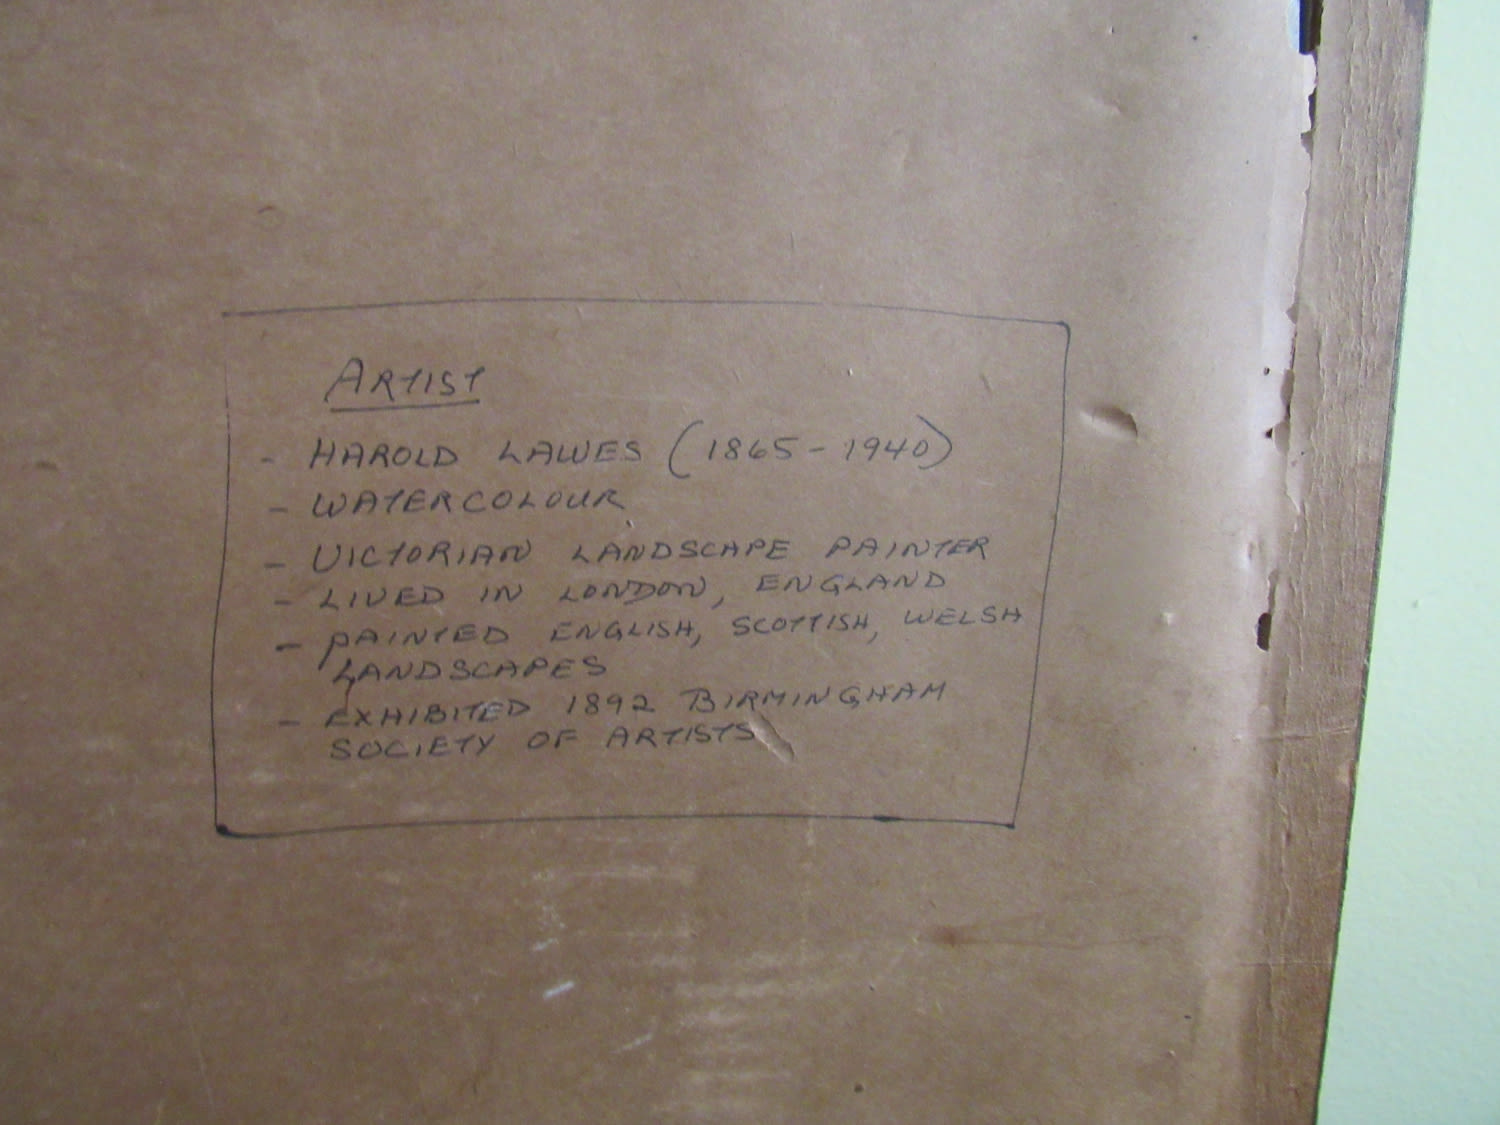 ARTIST
- HAROLD LAWES (1865 - 1940)
- WATERCOLOUR
- VICTORIAN LANDSCAPE PAINTER
- LIVED IN LONDON, ENGLAND
- PAINTED ENGLISH, SCOTTISH, WELSH
LANDSCAPES
- EXHIBITED 1892 BIRMINGHAM
SOCIETY OF ARTISTS